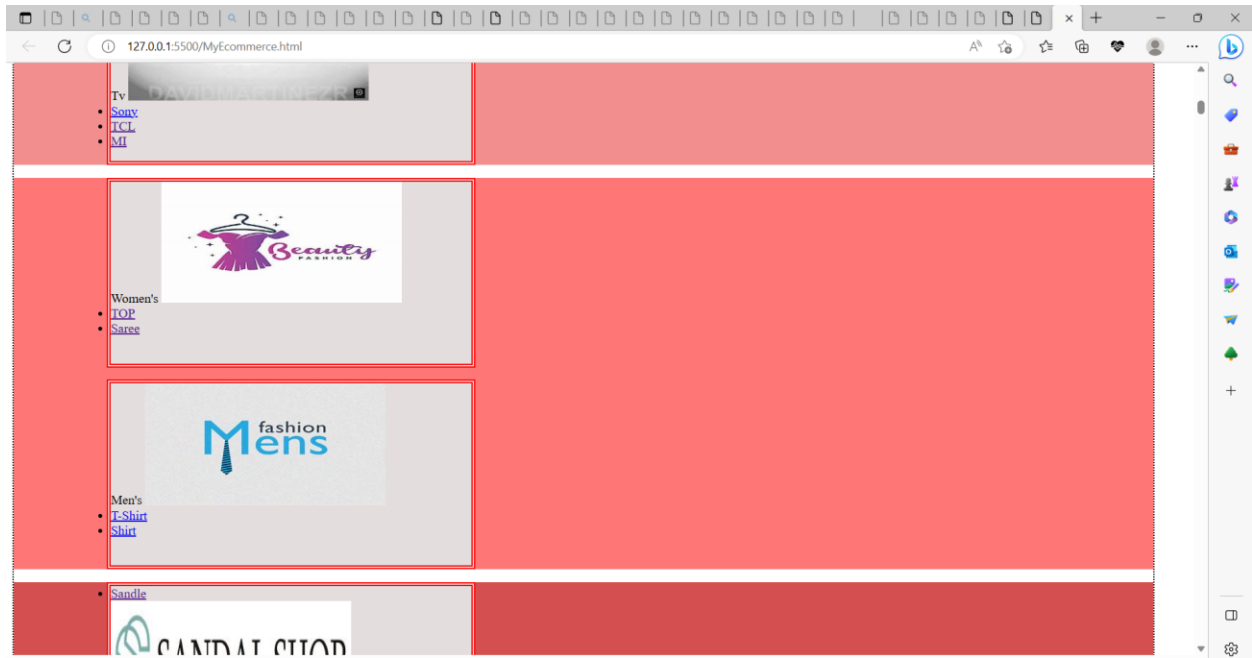 127.0.0.1:5500/MyEcommerce.html
DAVIDMARTINEZR
Tv
Sony
TCL
MI
Beauty
FASHION
Women's
TOP
Saree
fashion
Mens
Men's
T-Shirt
Shirt
Sandle
SANDAL SHOP